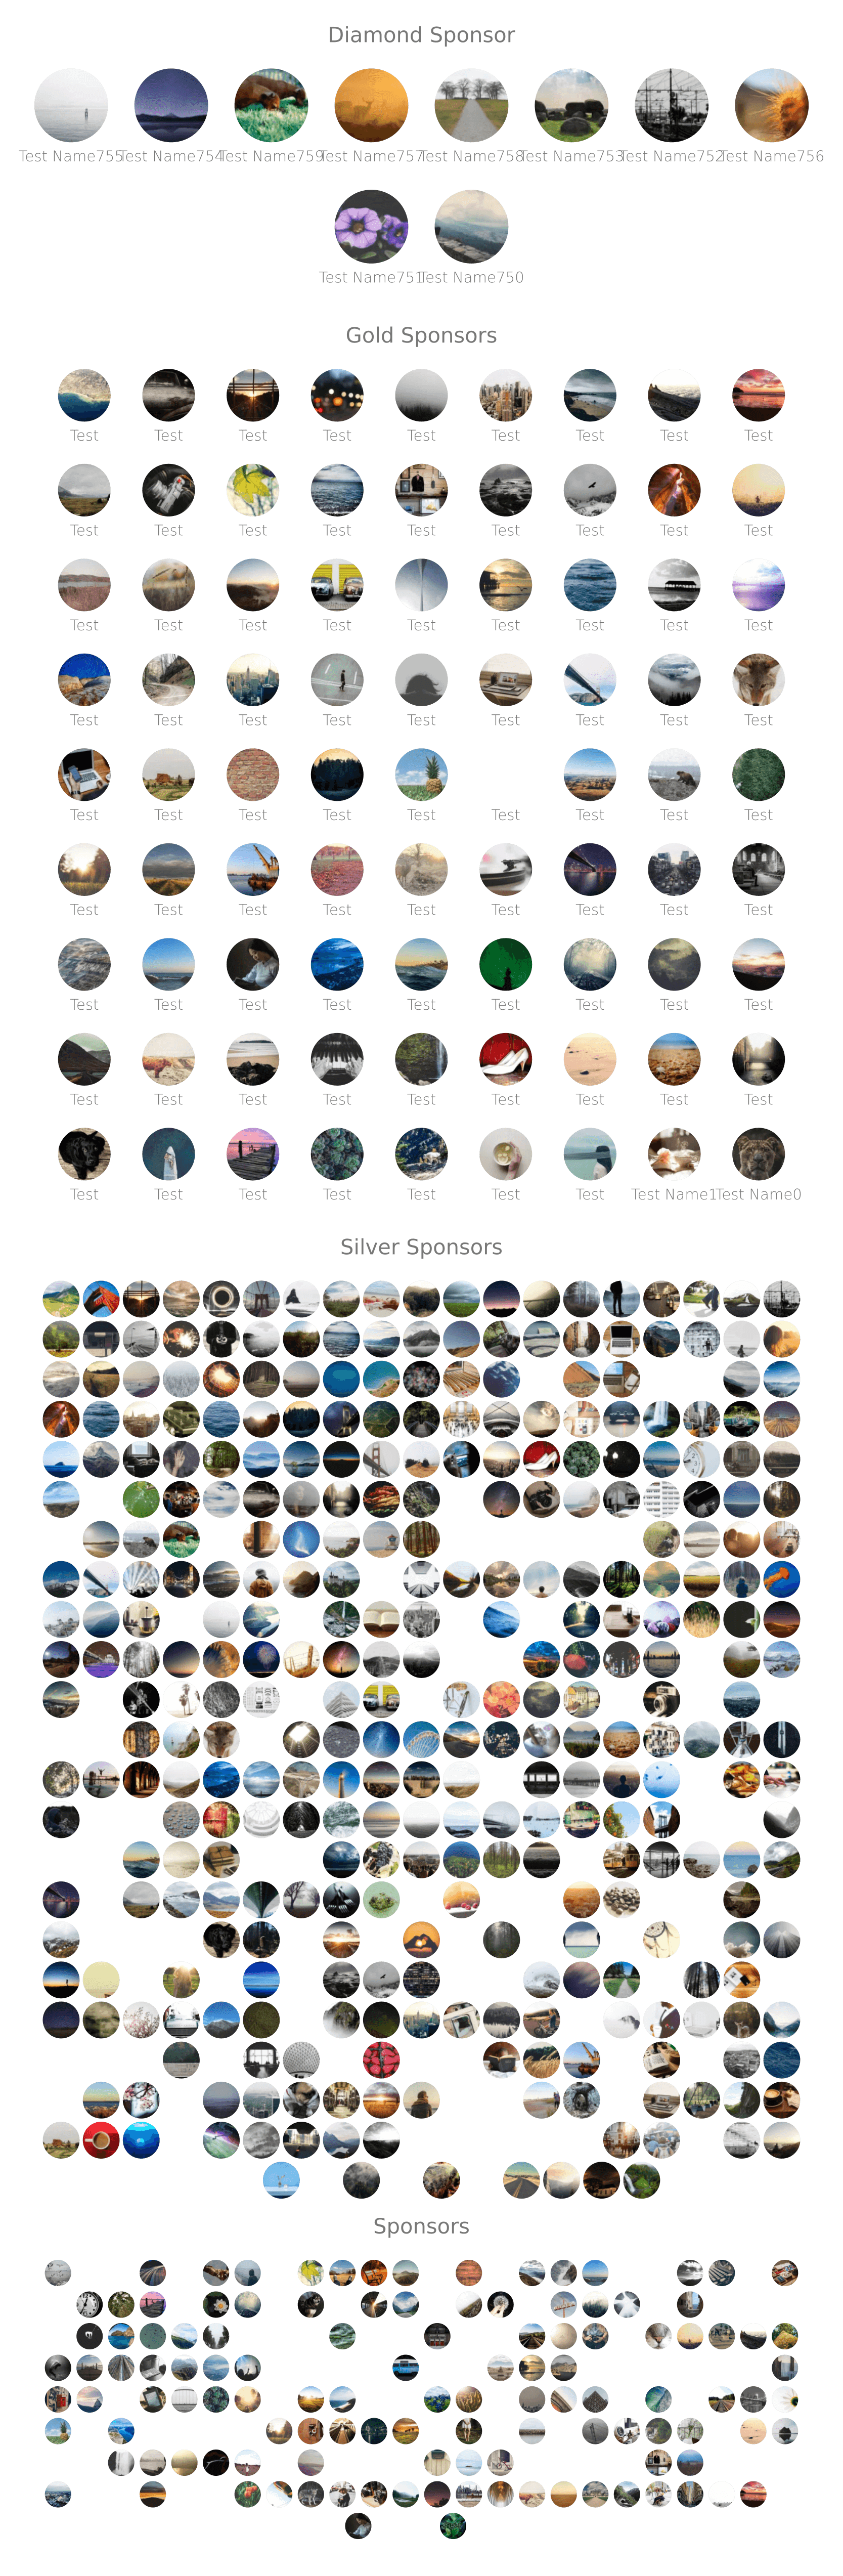 Diamond Sponsor
Test Name755 Test Name754 Test Name759 Test Name757 Test Name758 Test Name753 Test Name752 Test Name756
Test Name751 Test Name750
Gold Sponsors
Test Test Test Test Test Test Test Test Test
Test Test Test Test Test Test Test Test Test
Test Test Test Test Test Test Test Test Test
Test Test Test Test Test Test Test Test Test
Test Test Test Test Test Test Test Test Test
Test Test Test Test Test Test Test Test Test
Test Test Test Test Test Test Test Test Test
Test Test Test Test Test Test Test Test Test
Test Test Test Test Test Test Test Test Name1 Test Name0
Silver Sponsors
Sponsors